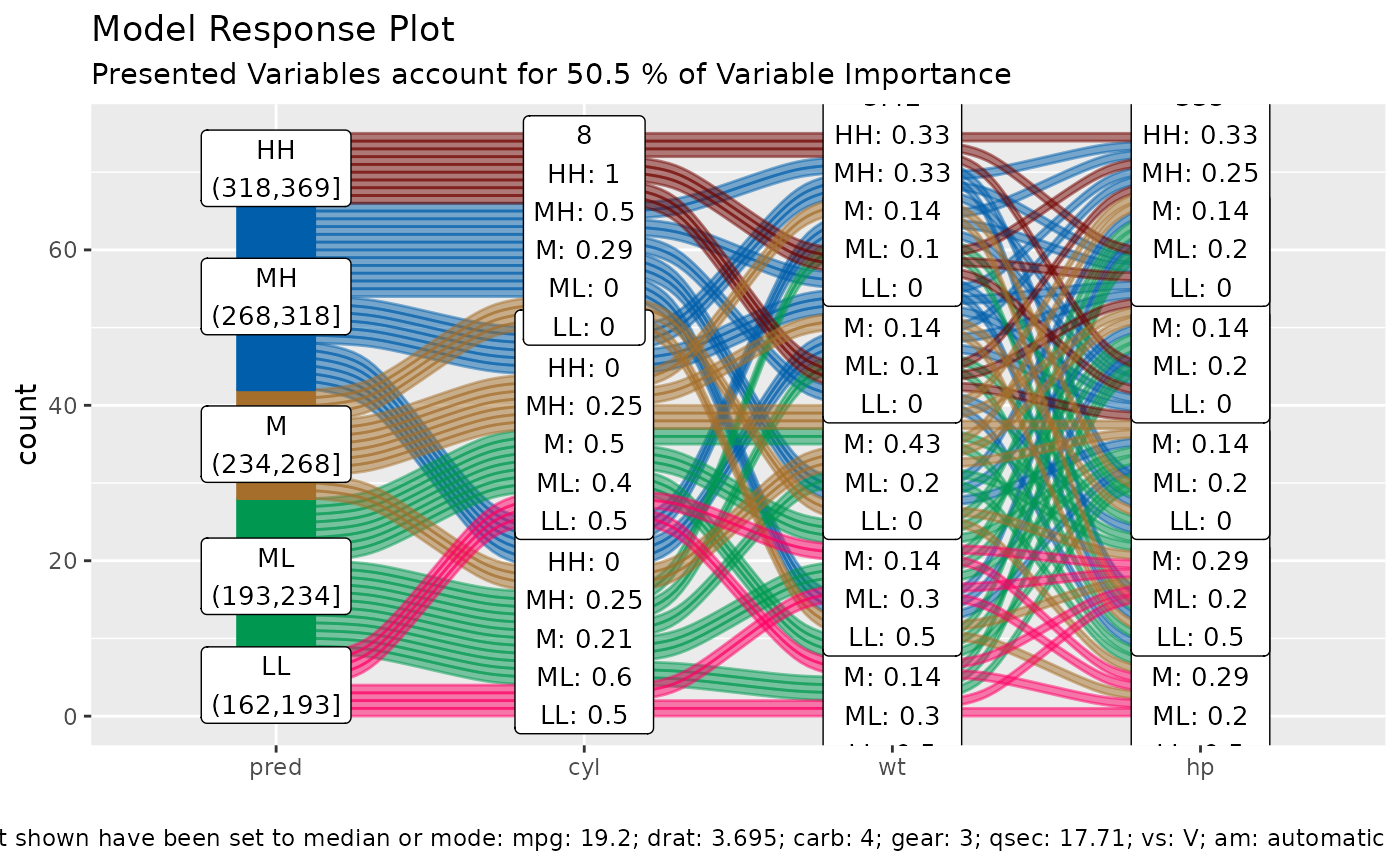 Model Response Plot
Presented Variables account for 50.5 % of Variable Importance
count
60
40
20
0
HH
(318,369]
MH
(268,318]
M
(234,268]
ML
(193,234]
LL
(162,193]
8
HH: 1
MH: 0.5
M: 0.29
ML: 0
LL: 0
HH: 0
MH: 0.25
M: 0.5
ML: 0.4
LL: 0.5
HH: 0
MH: 0.25
M: 0.21
ML: 0.6
LL: 0.5
HH: 0.33
MH: 0.33
M: 0.14
ML: 0.1
LL: 0
M: 0.14
ML: 0.1
LL: 0
M: 0.43
ML: 0.2
LL: 0
M: 0.14
ML: 0.3
LL: 0.5
M: 0.14
ML: 0.3
HH: 0.33
MH: 0.25
M: 0.14
ML: 0.2
LL: 0
M: 0.14
ML: 0.2
LL: 0
M: 0.14
ML: 0.2
LL: 0
M: 0.29
ML: 0.2
LL: 0.5
M: 0.29
ML: 0.2
pred
cyl
wt
hp
t shown have been set to median or mode: mpg: 19.2; drat: 3.695; carb: 4; gear: 3; qsec: 17.71; vs: V; am: automatic